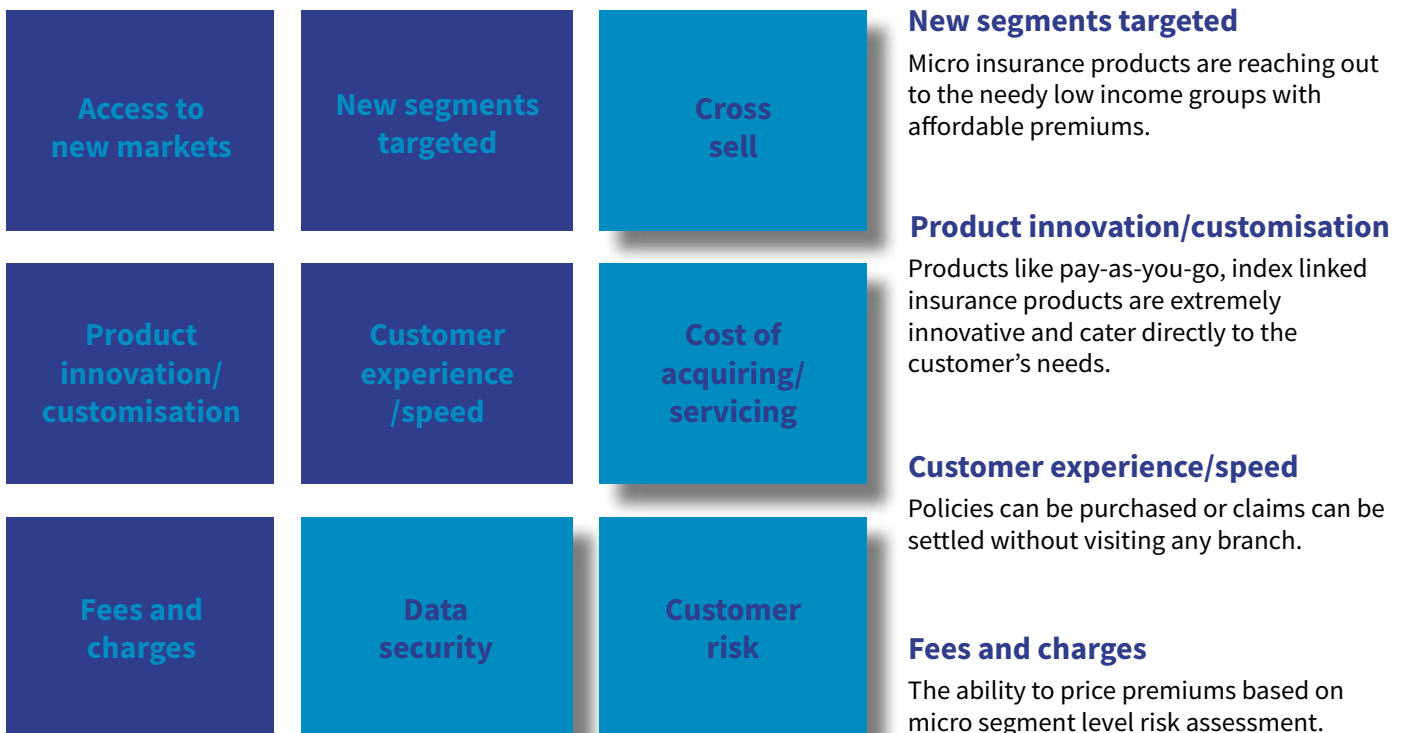 Access to
new markets
New segments
targeted
Cross
sell
Product
innovation/
customisation
Customer
experience
/speed
Cost of
acquiring/
servicing
Fees and
charges
Data
security
Customer
risk
New segments targeted
Micro insurance products are reaching out
to the needy low income groups with
affordable premiums.
Product innovation/customisation
Products like pay-as-you-go, index linked
insurance products are extremely
innovative and cater directly to the
customer’s needs.
Customer experience/speed
Policies can be purchased or claims can be
settled without visiting any branch.
Fees and charges
The ability to price premiums based on
micro segment level risk assessment.